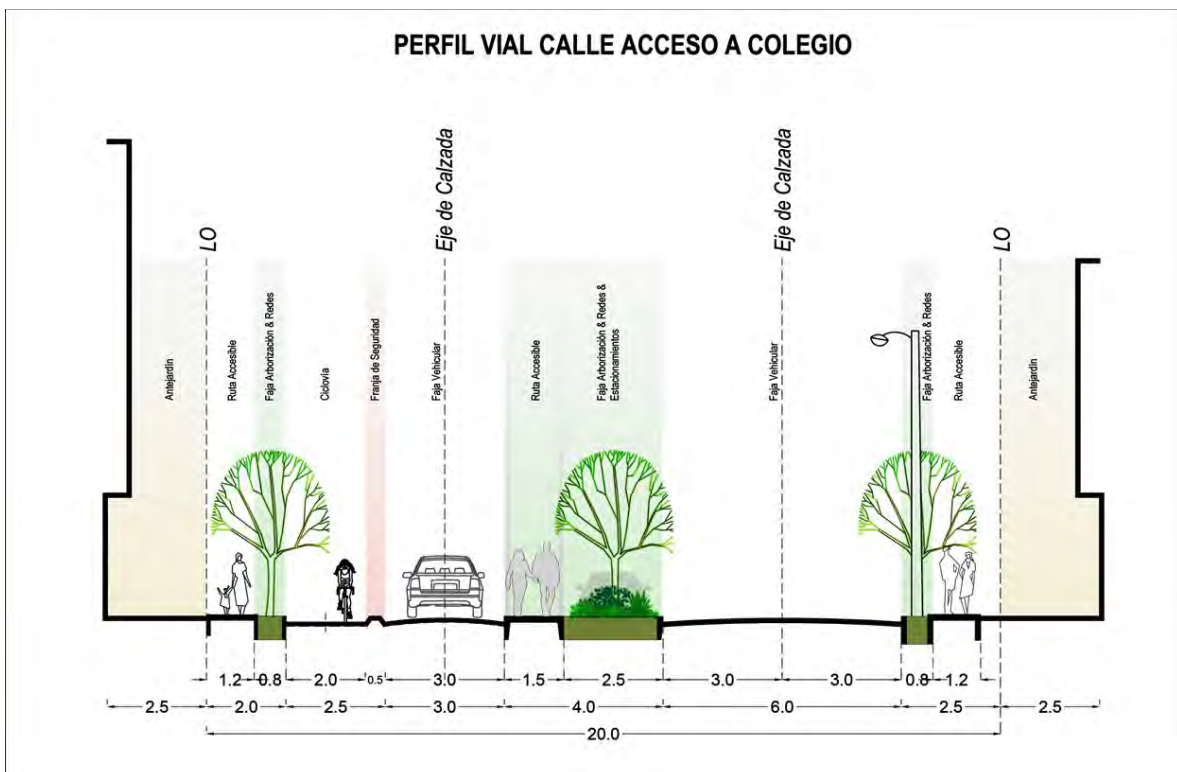 PERFIL VIAL CALLE ACCESO A COLEGIO
LO
Eje de Calzada
Eje de Calzada
LO
Antejardín
Ruta Accesible
Faja Arborización & Redes
Ciclovía
Franja de Seguridad
Faja Vehicular
Ruta Accesible
Faja Arborización & Redes &
Estacionamientos
Faja Vehicular
Faja Arborización & Redes
Ruta Accesible
Antejardín
1.2 0.8 2.0 0.5 3.0 1.5 2.5 3.0 3.0 0.8 1.2
2.5 2.0 2.5 3.0 4.0 6.0 2.5 2.5
20.0